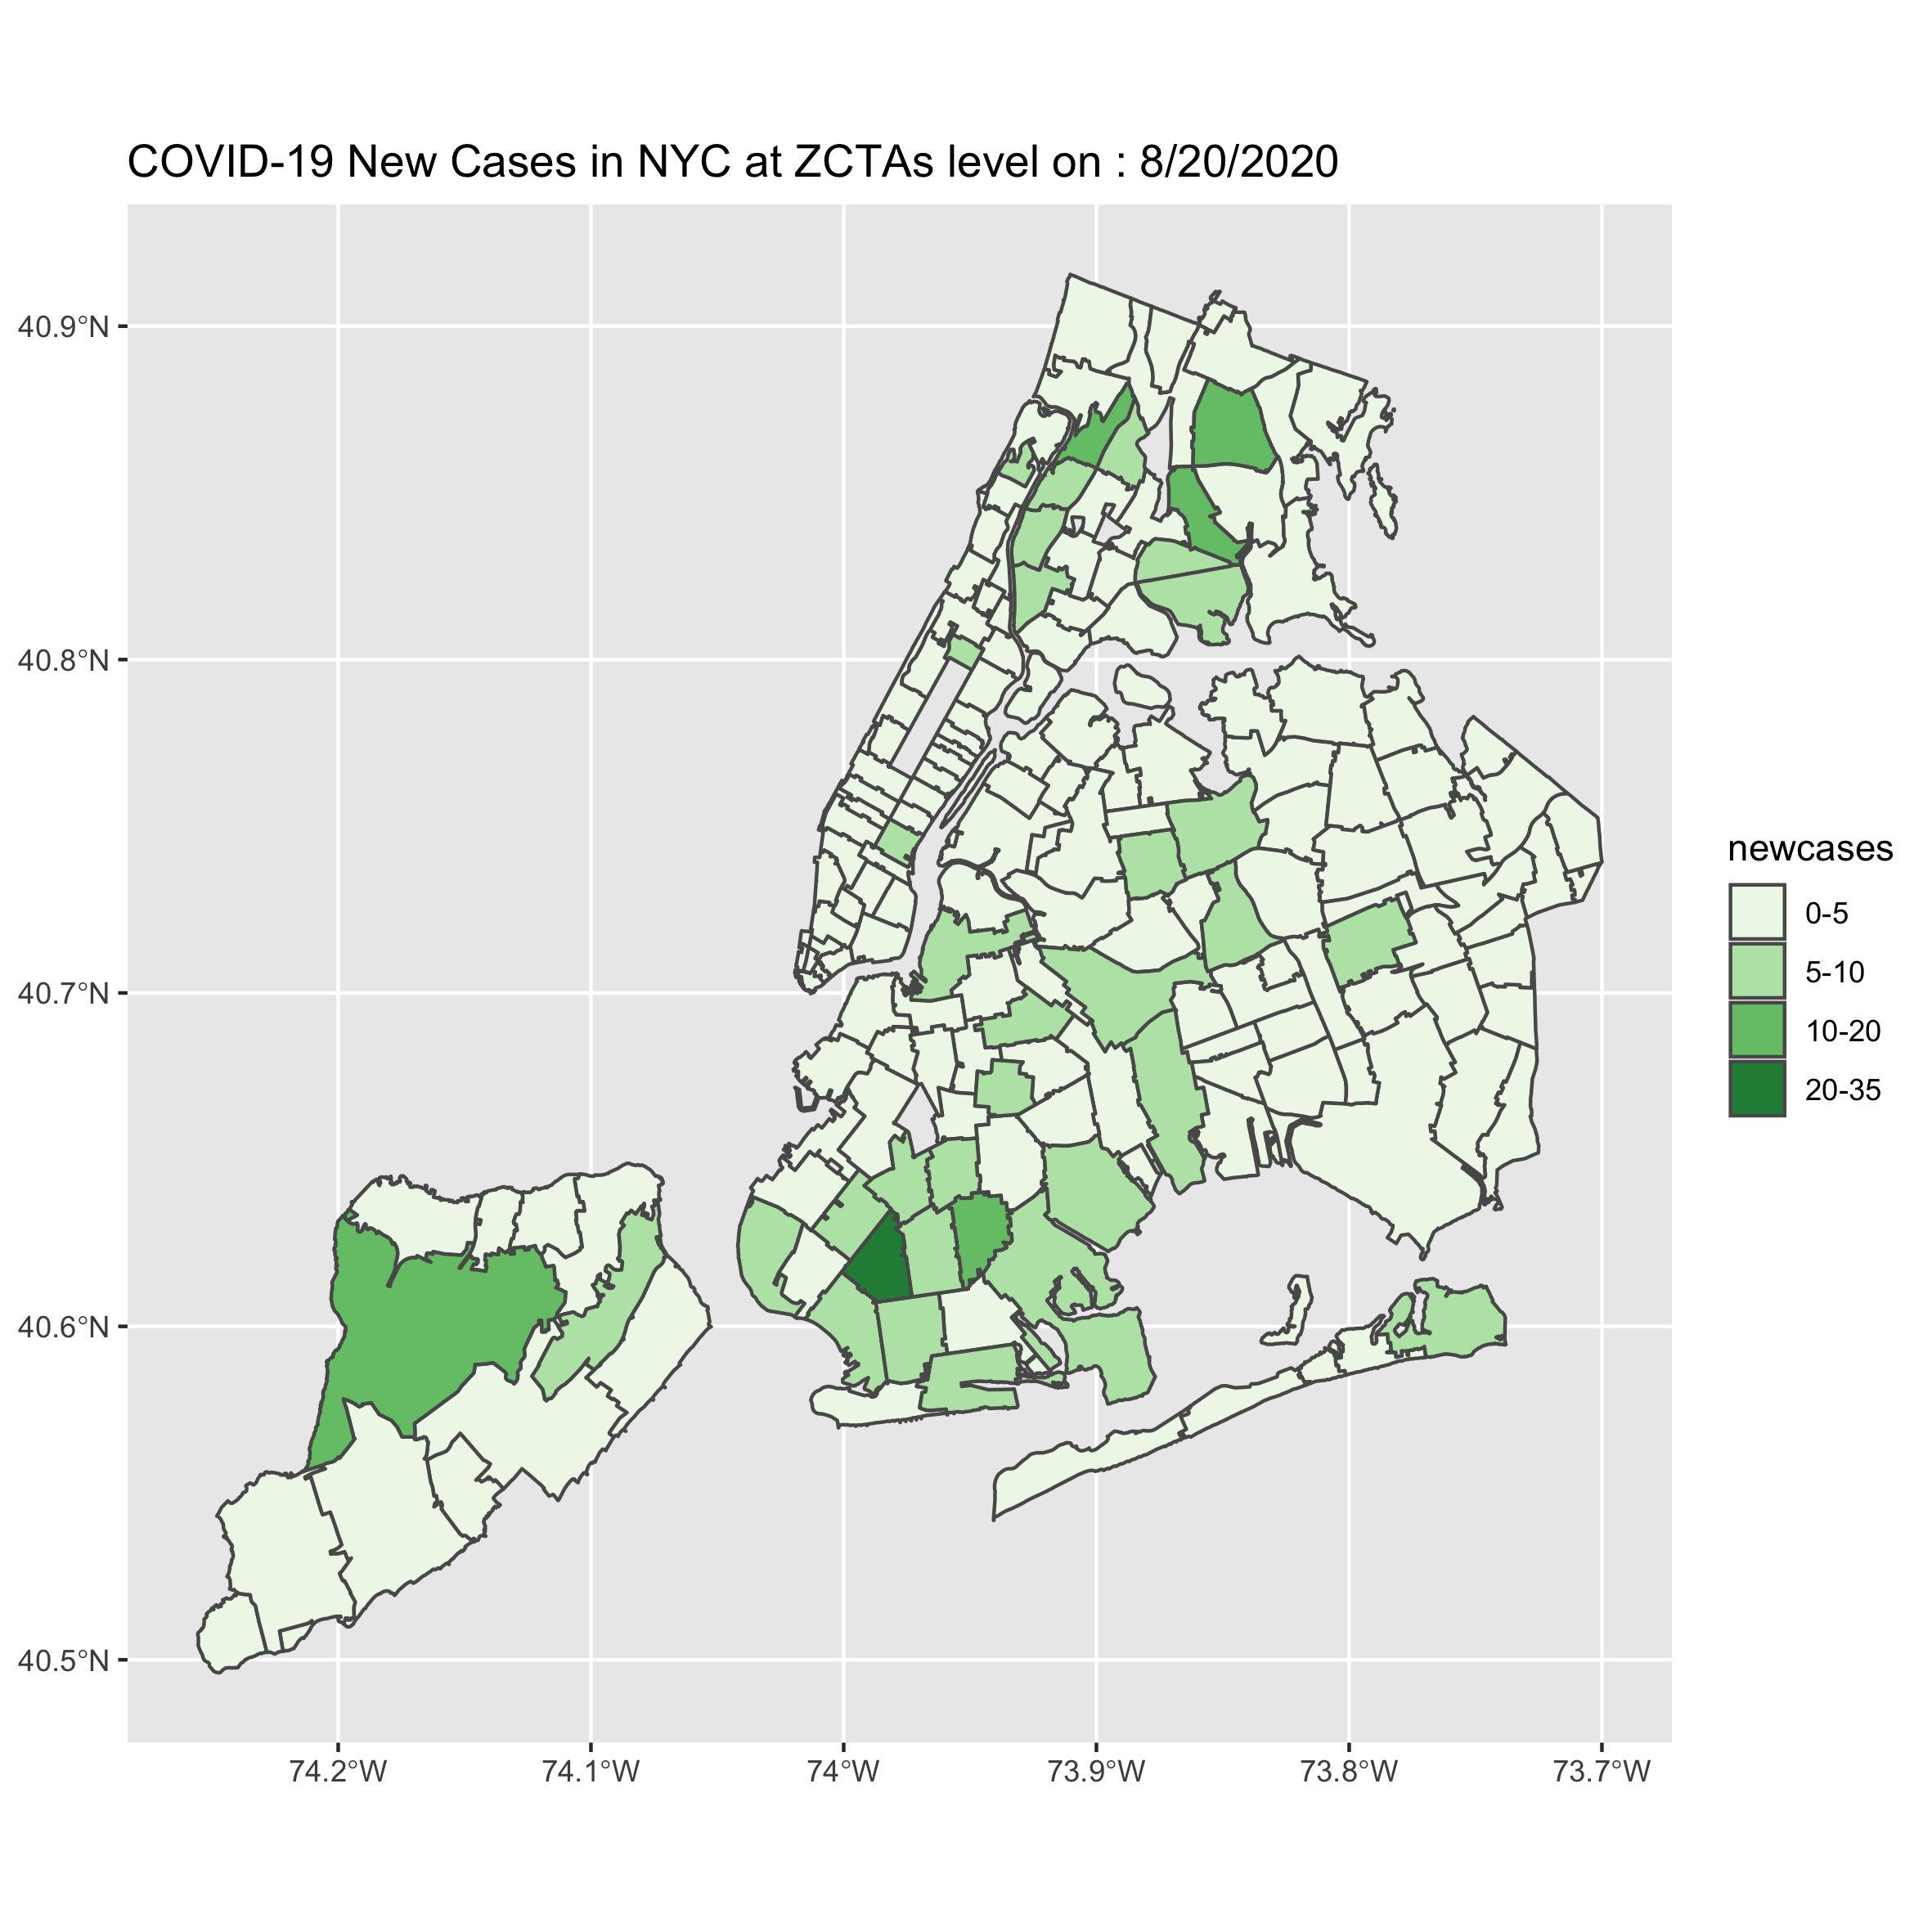 COVID-19 New Cases in NYC at ZCTAs level on : 8/20/2020
40.9°N
40.8°N
40.7°N
40.6°N
40.5°N
74.2°W
74.1°W
74°W
73.9°W
73.8°W
73.7°W
newcases
0-5
5-10
10-20
20-35